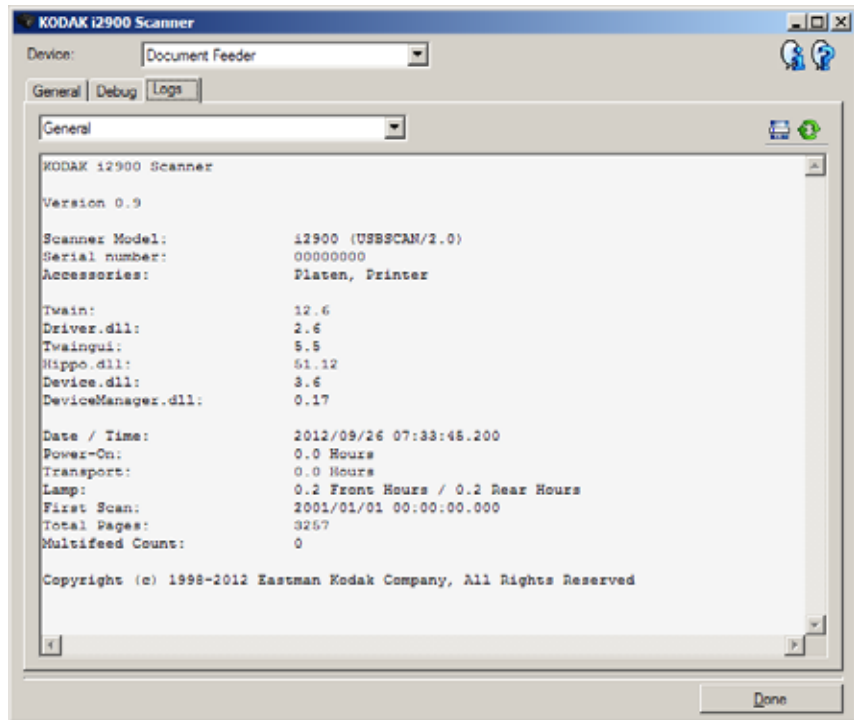 KODAK i2900 Scanner
Device: Document Feeder
General Debug Logs
General
KODAK i2900 Scanner
Version 0.9
Scanner Model: i2900 (USBSCAN/2.0)
Serial number: 00000000
Accessories: Platen, Printer
Twain: 12.6
Driver.dll: 2.6
Twaingui: 5.5
Hippo.dll: 51.12
Device.dll: 3.6
DeviceManager.dll: 0.17
Date / Time: 2012/09/26 07:33:45.200
Power-On: 0.0 Hours
Transport: 0.0 Hours
Lamp: 0.2 Front Hours / 0.2 Rear Hours
First Scan: 2001/01/01 00:00:00.000
Total Pages: 3257
Multifeed Count: 0
Copyright (c) 1998-2012 Eastman Kodak Company, All Rights Reserved
Done